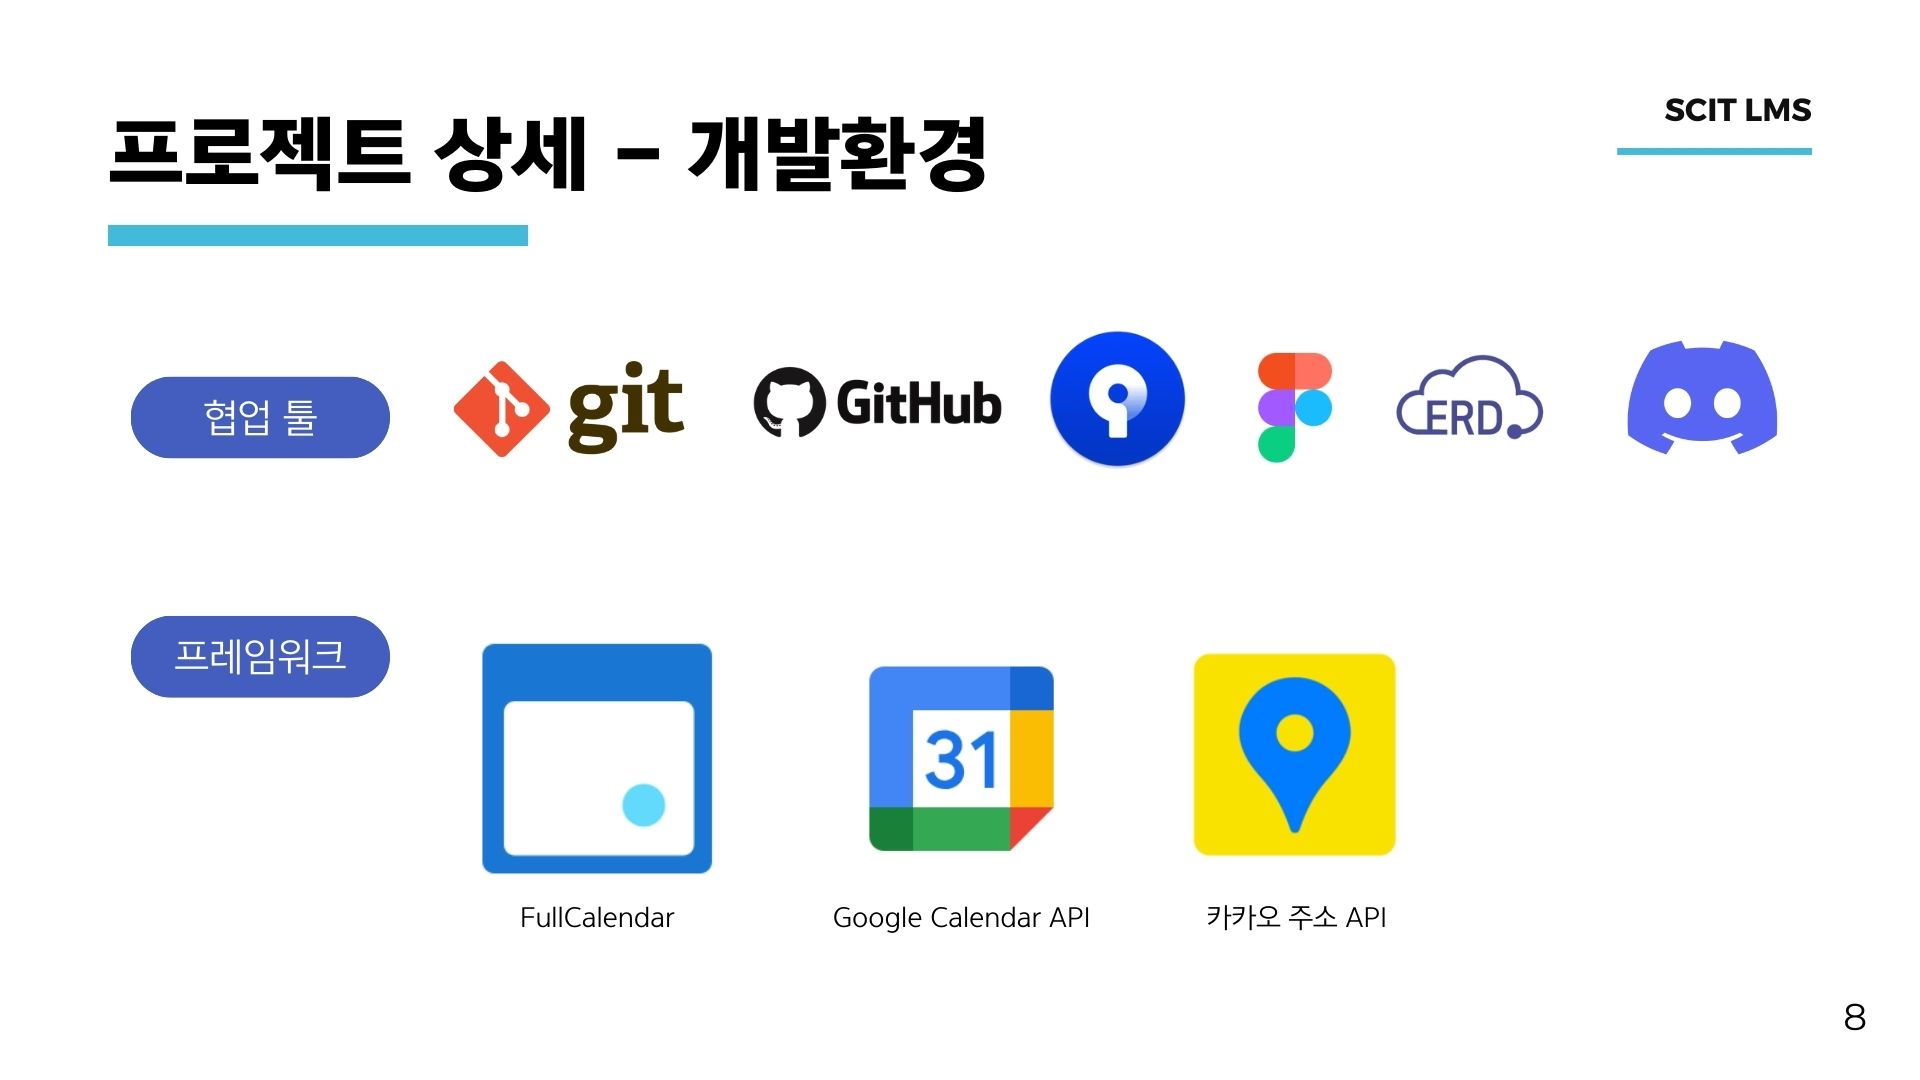 프로젝트 상세 - 개발환경
SCIT LMS
협업 툴
git
GitHub
ERD
프레임워크
31
FullCalendar
Google Calendar API
카카오 주소 API
8